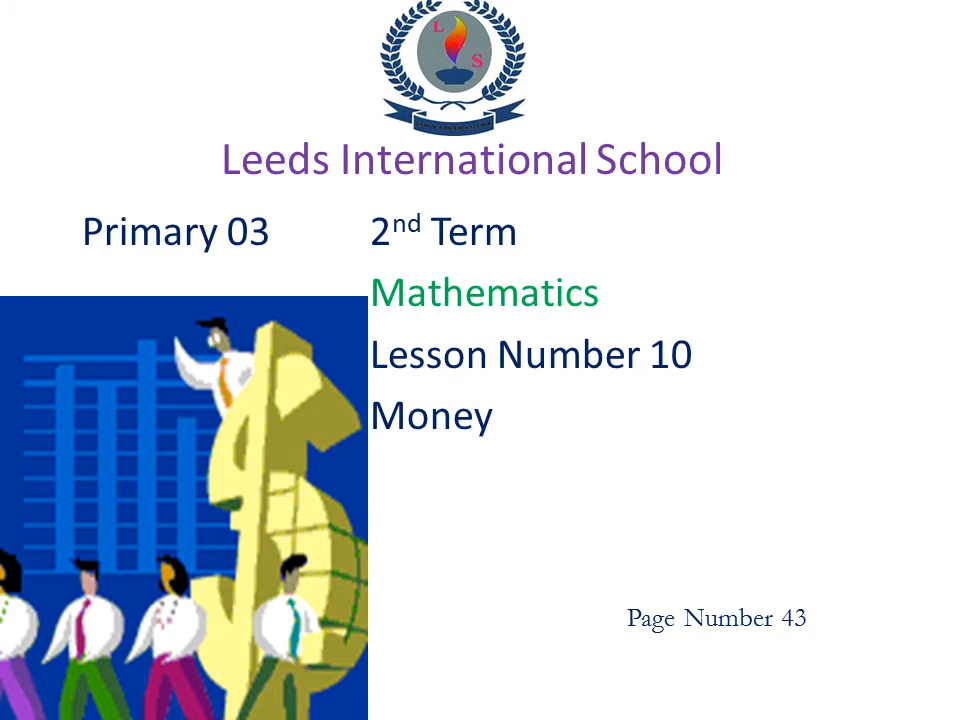 L
S
Leeds International School
Primary 03
2nd Term
Mathematics
Lesson Number 10
Money
Page Number 43